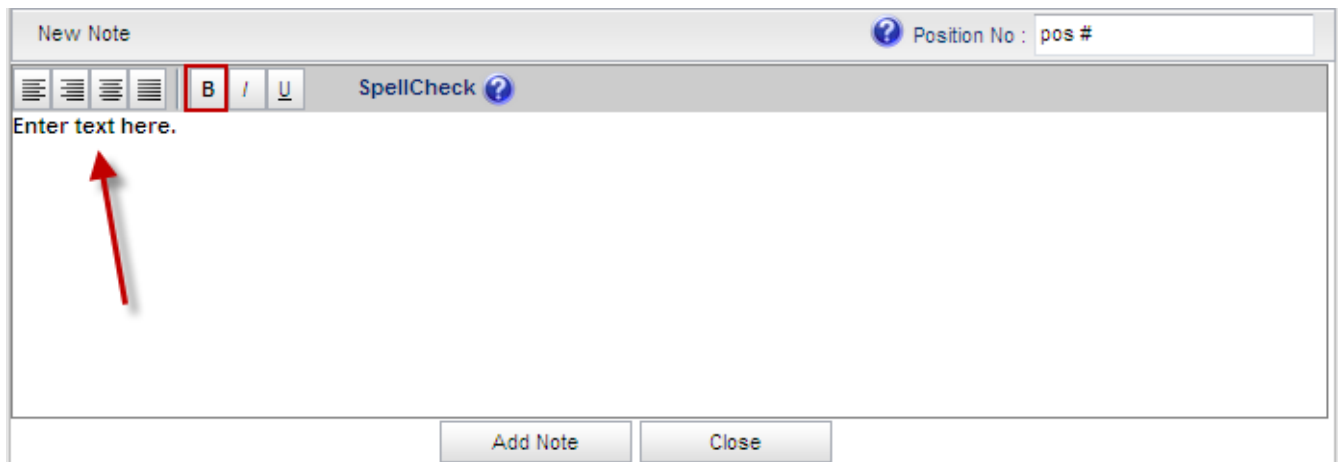 New Note ? Position No : pos #
B I U SpellCheck ?
Enter text here.
Add Note Close